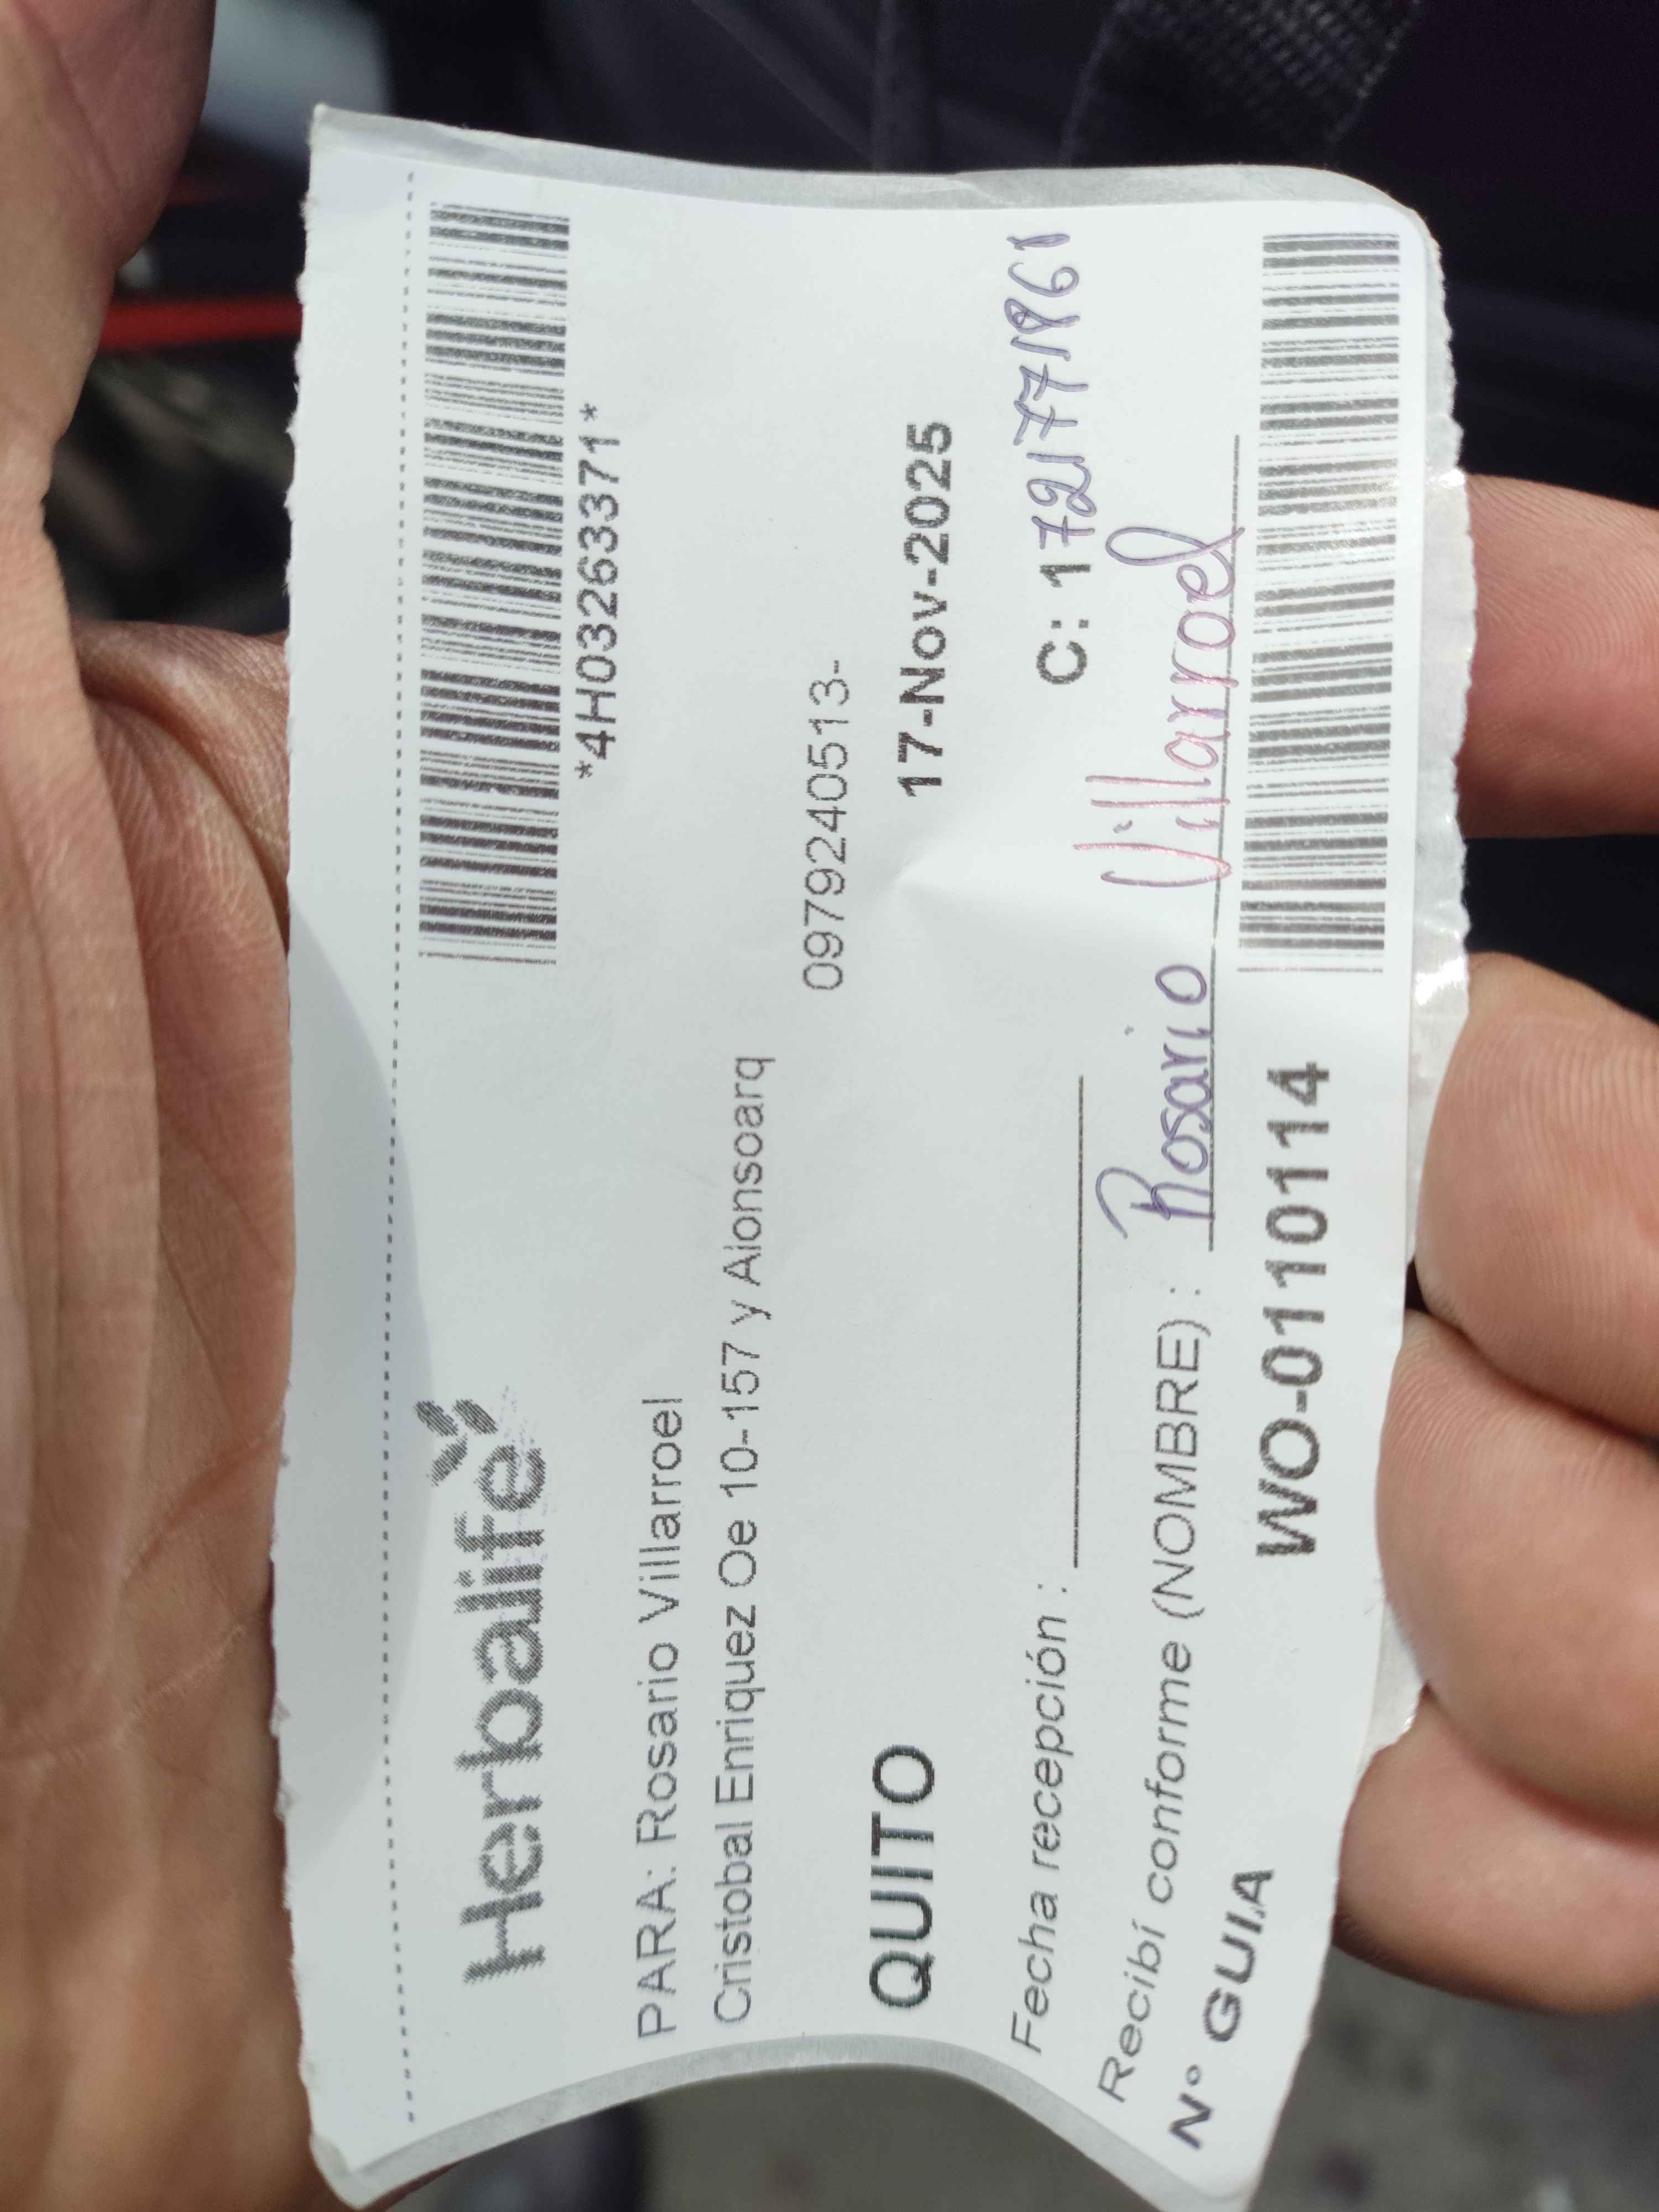 Herbalife
*4H03263371*
PARA: Rosario Villarroel
Cristobal Enriquez Oe 10-157 y Alonsoarq
0979240513-
QUITO 17-Nov-2025
Fecha recepción : C: 1721771961
Recibí conforme (NOMBRE) : Rosario Villarroel
N° GUIA WO-0110114